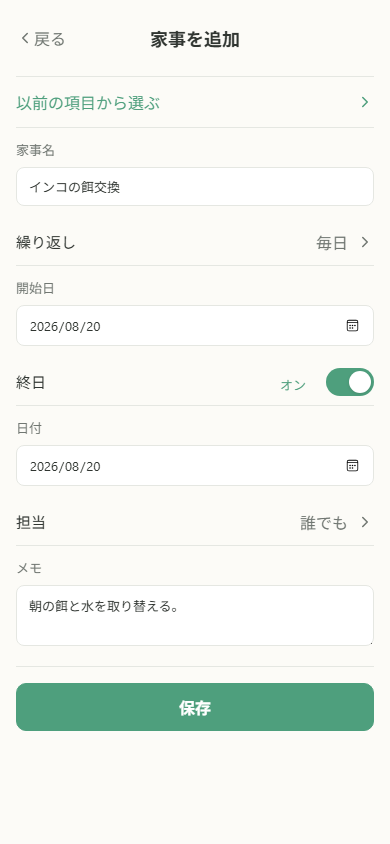 戻る
家事を追加
以前の項目から選ぶ
家事名
インコの餌交換
繰り返し 毎日
開始日
2026/08/20
終日 オン
日付
2026/08/20
担当 誰でも
メモ
朝の餌と水を取り替える。
保存